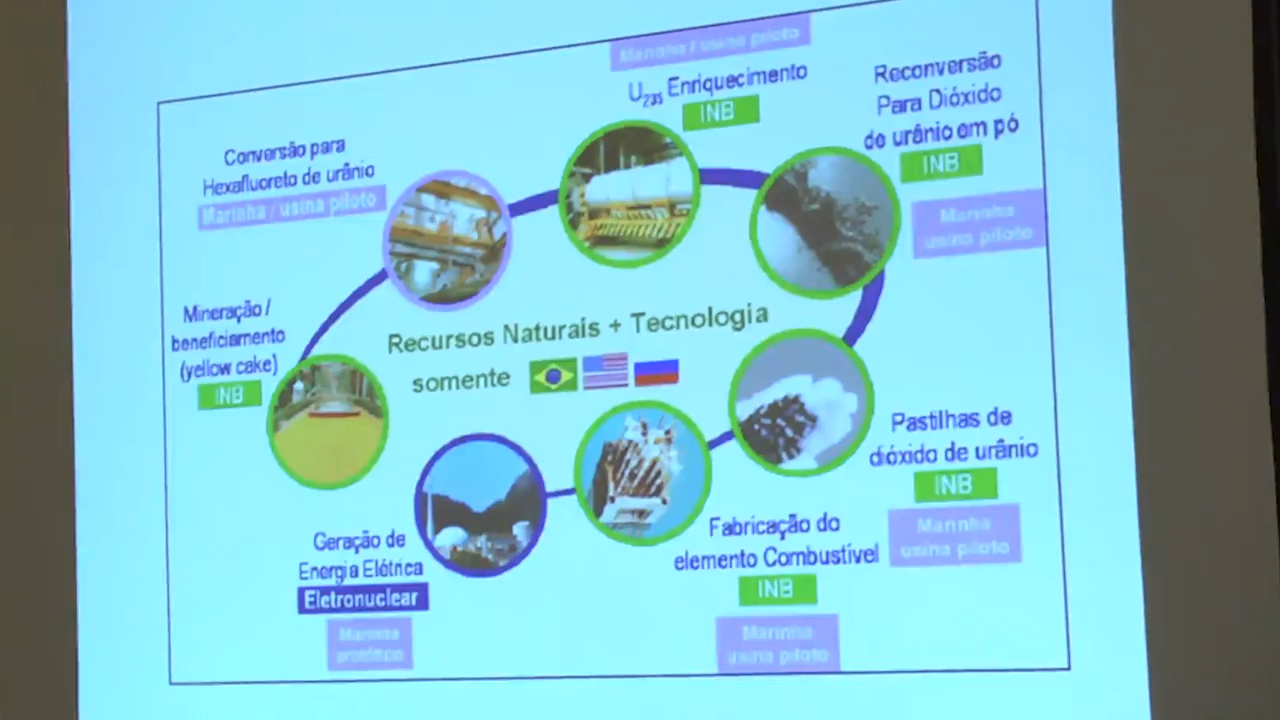 Marinha / usina piloto
U235 Enriquecimento
INB
Reconversão
Para Dióxido
de urânio em pó
INB
Marinha
usina piloto
Conversão para
Hexafluoreto de urânio
Marinha / usina piloto
Mineração /
beneficiamento
(yellow cake)
INB
Recursos Naturais + Tecnologia
somente
Pastilhas de
dióxido de urânio
INB
Marinha
usina piloto
Fabricação do
elemento Combustível
INB
Marinha
usina piloto
Geração de
Energia Elétrica
Eletronuclear
Marinha
protótipo